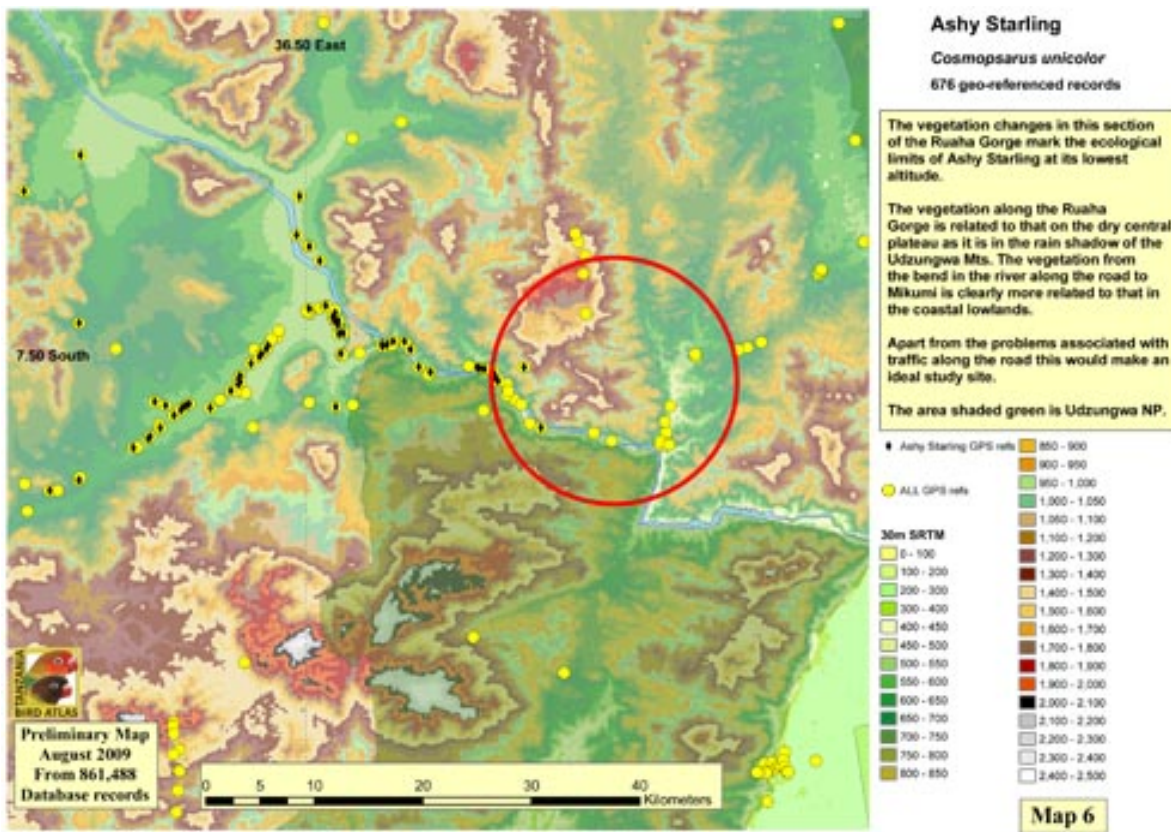 36.50 East
7.50 South
Ashy Starling
Cosmopsarus unicolor
676 geo-referenced records
The vegetation changes in this section
of the Ruaha Gorge mark the ecological
limits of Ashy Starling at its lowest
altitude.
The vegetation along the Ruaha
Gorge is related to that on the dry central
plateau as it is in the rain shadow of the
Udzungwa Mts. The vegetation from
the bend in the river along the road to
Mikumi is clearly more related to that in
the coastal lowlands.
Apart from the problems associated with
traffic along the road this would make an
ideal study site.
The area shaded green is Udzungwa NP.
Ashy Starling GPS refs
ALL GPS refs
30m SRTM
0 - 100
100 - 200
200 - 300
300 - 400
400 - 450
450 - 500
500 - 550
550 - 600
600 - 650
650 - 700
700 - 750
750 - 800
800 - 850
850 - 900
900 - 950
950 - 1,000
1,000 - 1,050
1,050 - 1,100
1,100 - 1,200
1,200 - 1,300
1,300 - 1,400
1,400 - 1,500
1,500 - 1,600
1,600 - 1,700
1,700 - 1,800
1,800 - 1,900
1,900 - 2,000
2,000 - 2,100
2,100 - 2,200
2,200 - 2,300
2,300 - 2,400
2,400 - 2,500
TANZANIA
BIRD ATLAS
Preliminary Map
August 2009
From 861,488
Database records
0 5 10 20 30 40
Kilometers
Map 6